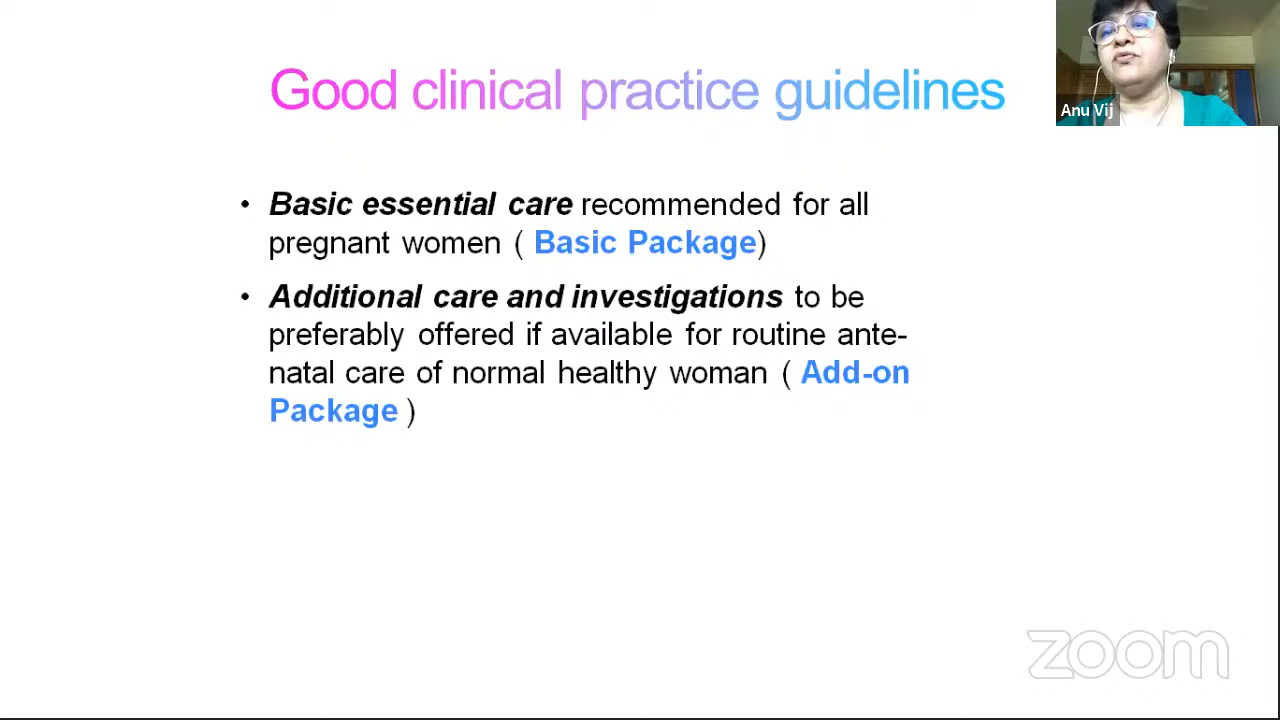 Good clinical practice guidelines
Anu Vij
• Basic essential care recommended for all
pregnant women ( Basic Package)
• Additional care and investigations to be
preferably offered if available for routine ante-
natal care of normal healthy woman ( Add-on
Package )
zoom